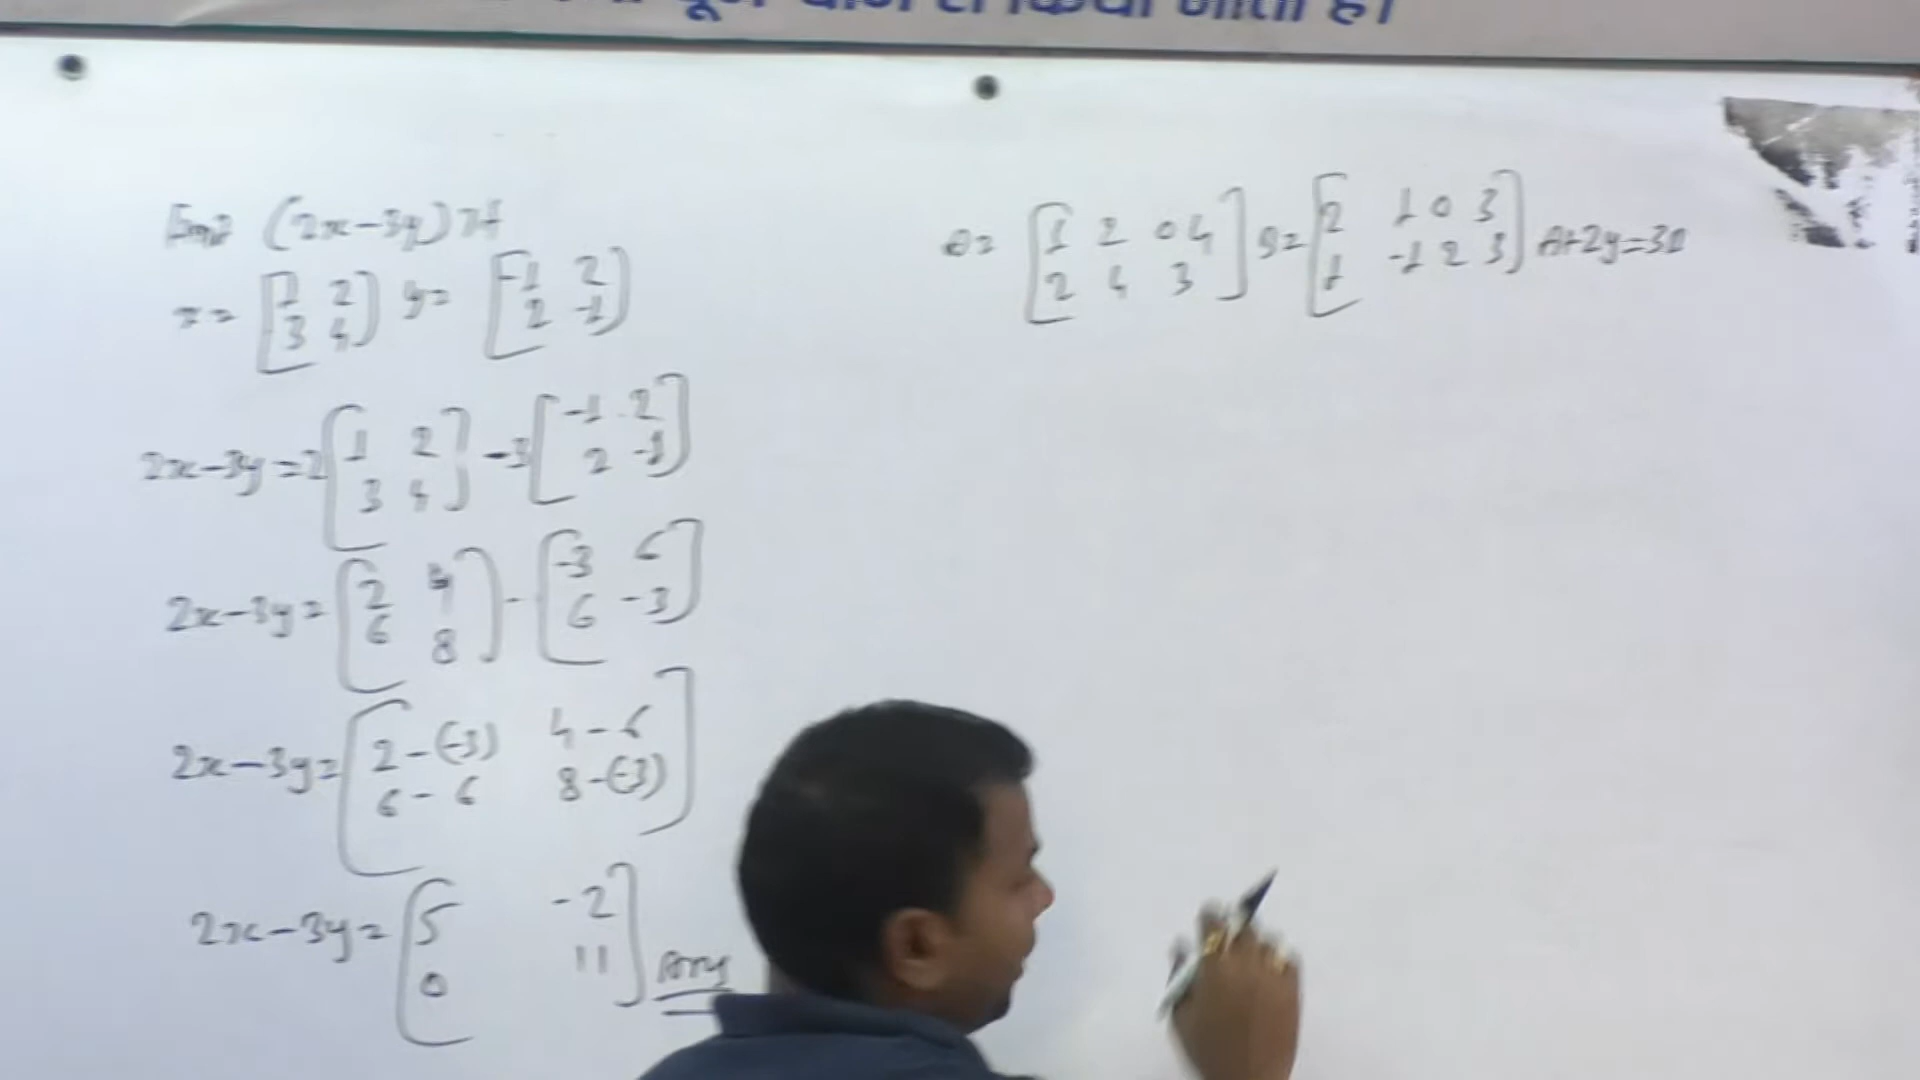 से किया जाता है।
(2x-3y) If
x= [1 2 y= [-1 2
3 4] 2 -1]
2x-3y=2[1 2 -3[-1 2
3 4] 2 -1]
2x-3y=[2 4 -[-3 6
6 8] 6 -3]
2x-3y=[2-(-3) 4-6
6-6 8-(-3)]
2x-3y=[5 -2
0 11] Ans
[1 2 0 4 B=[2 1 0 3 A+2y=3B
2 4 3] 1 -1 2 3]